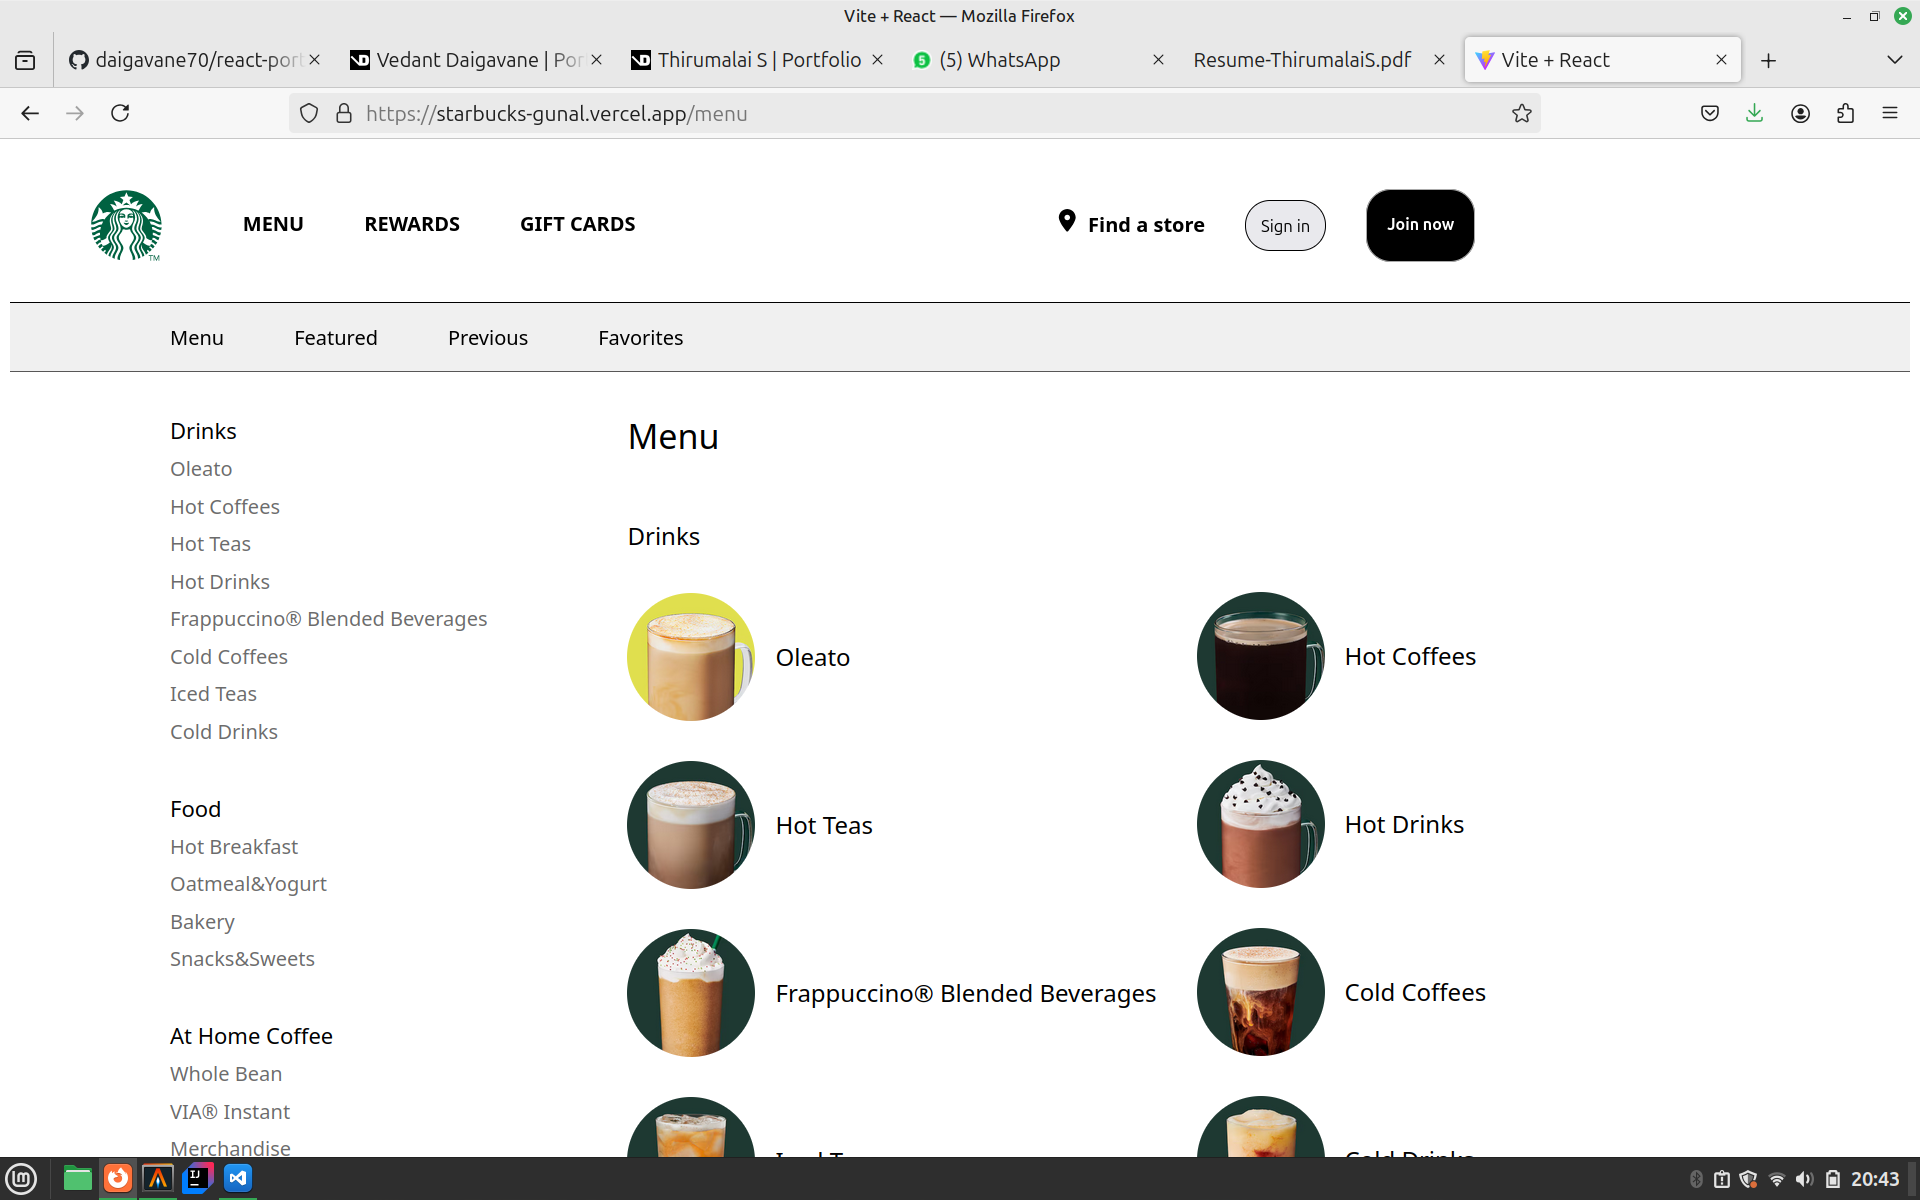 Vite + React — Mozilla Firefox
daigavane70/react-port
Vedant Daigavane | Por
Thirumalai S | Portfolio
(5) WhatsApp
Resume-ThirumalaiS.pdf
Vite + React
https://starbucks-gunal.vercel.app/menu
MENU REWARDS GIFT CARDS Find a store Sign in Join now
TM
Menu Featured Previous Favorites
Drinks
Oleato
Hot Coffees
Hot Teas
Hot Drinks
Frappuccino® Blended Beverages
Cold Coffees
Iced Teas
Cold Drinks
Food
Hot Breakfast
Oatmeal&Yogurt
Bakery
Snacks&Sweets
At Home Coffee
Whole Bean
VIA® Instant
Merchandise
Menu
Drinks
Oleato
Hot Coffees
Hot Teas
Hot Drinks
Frappuccino® Blended Beverages
Cold Coffees
Cold Drinks
20:43